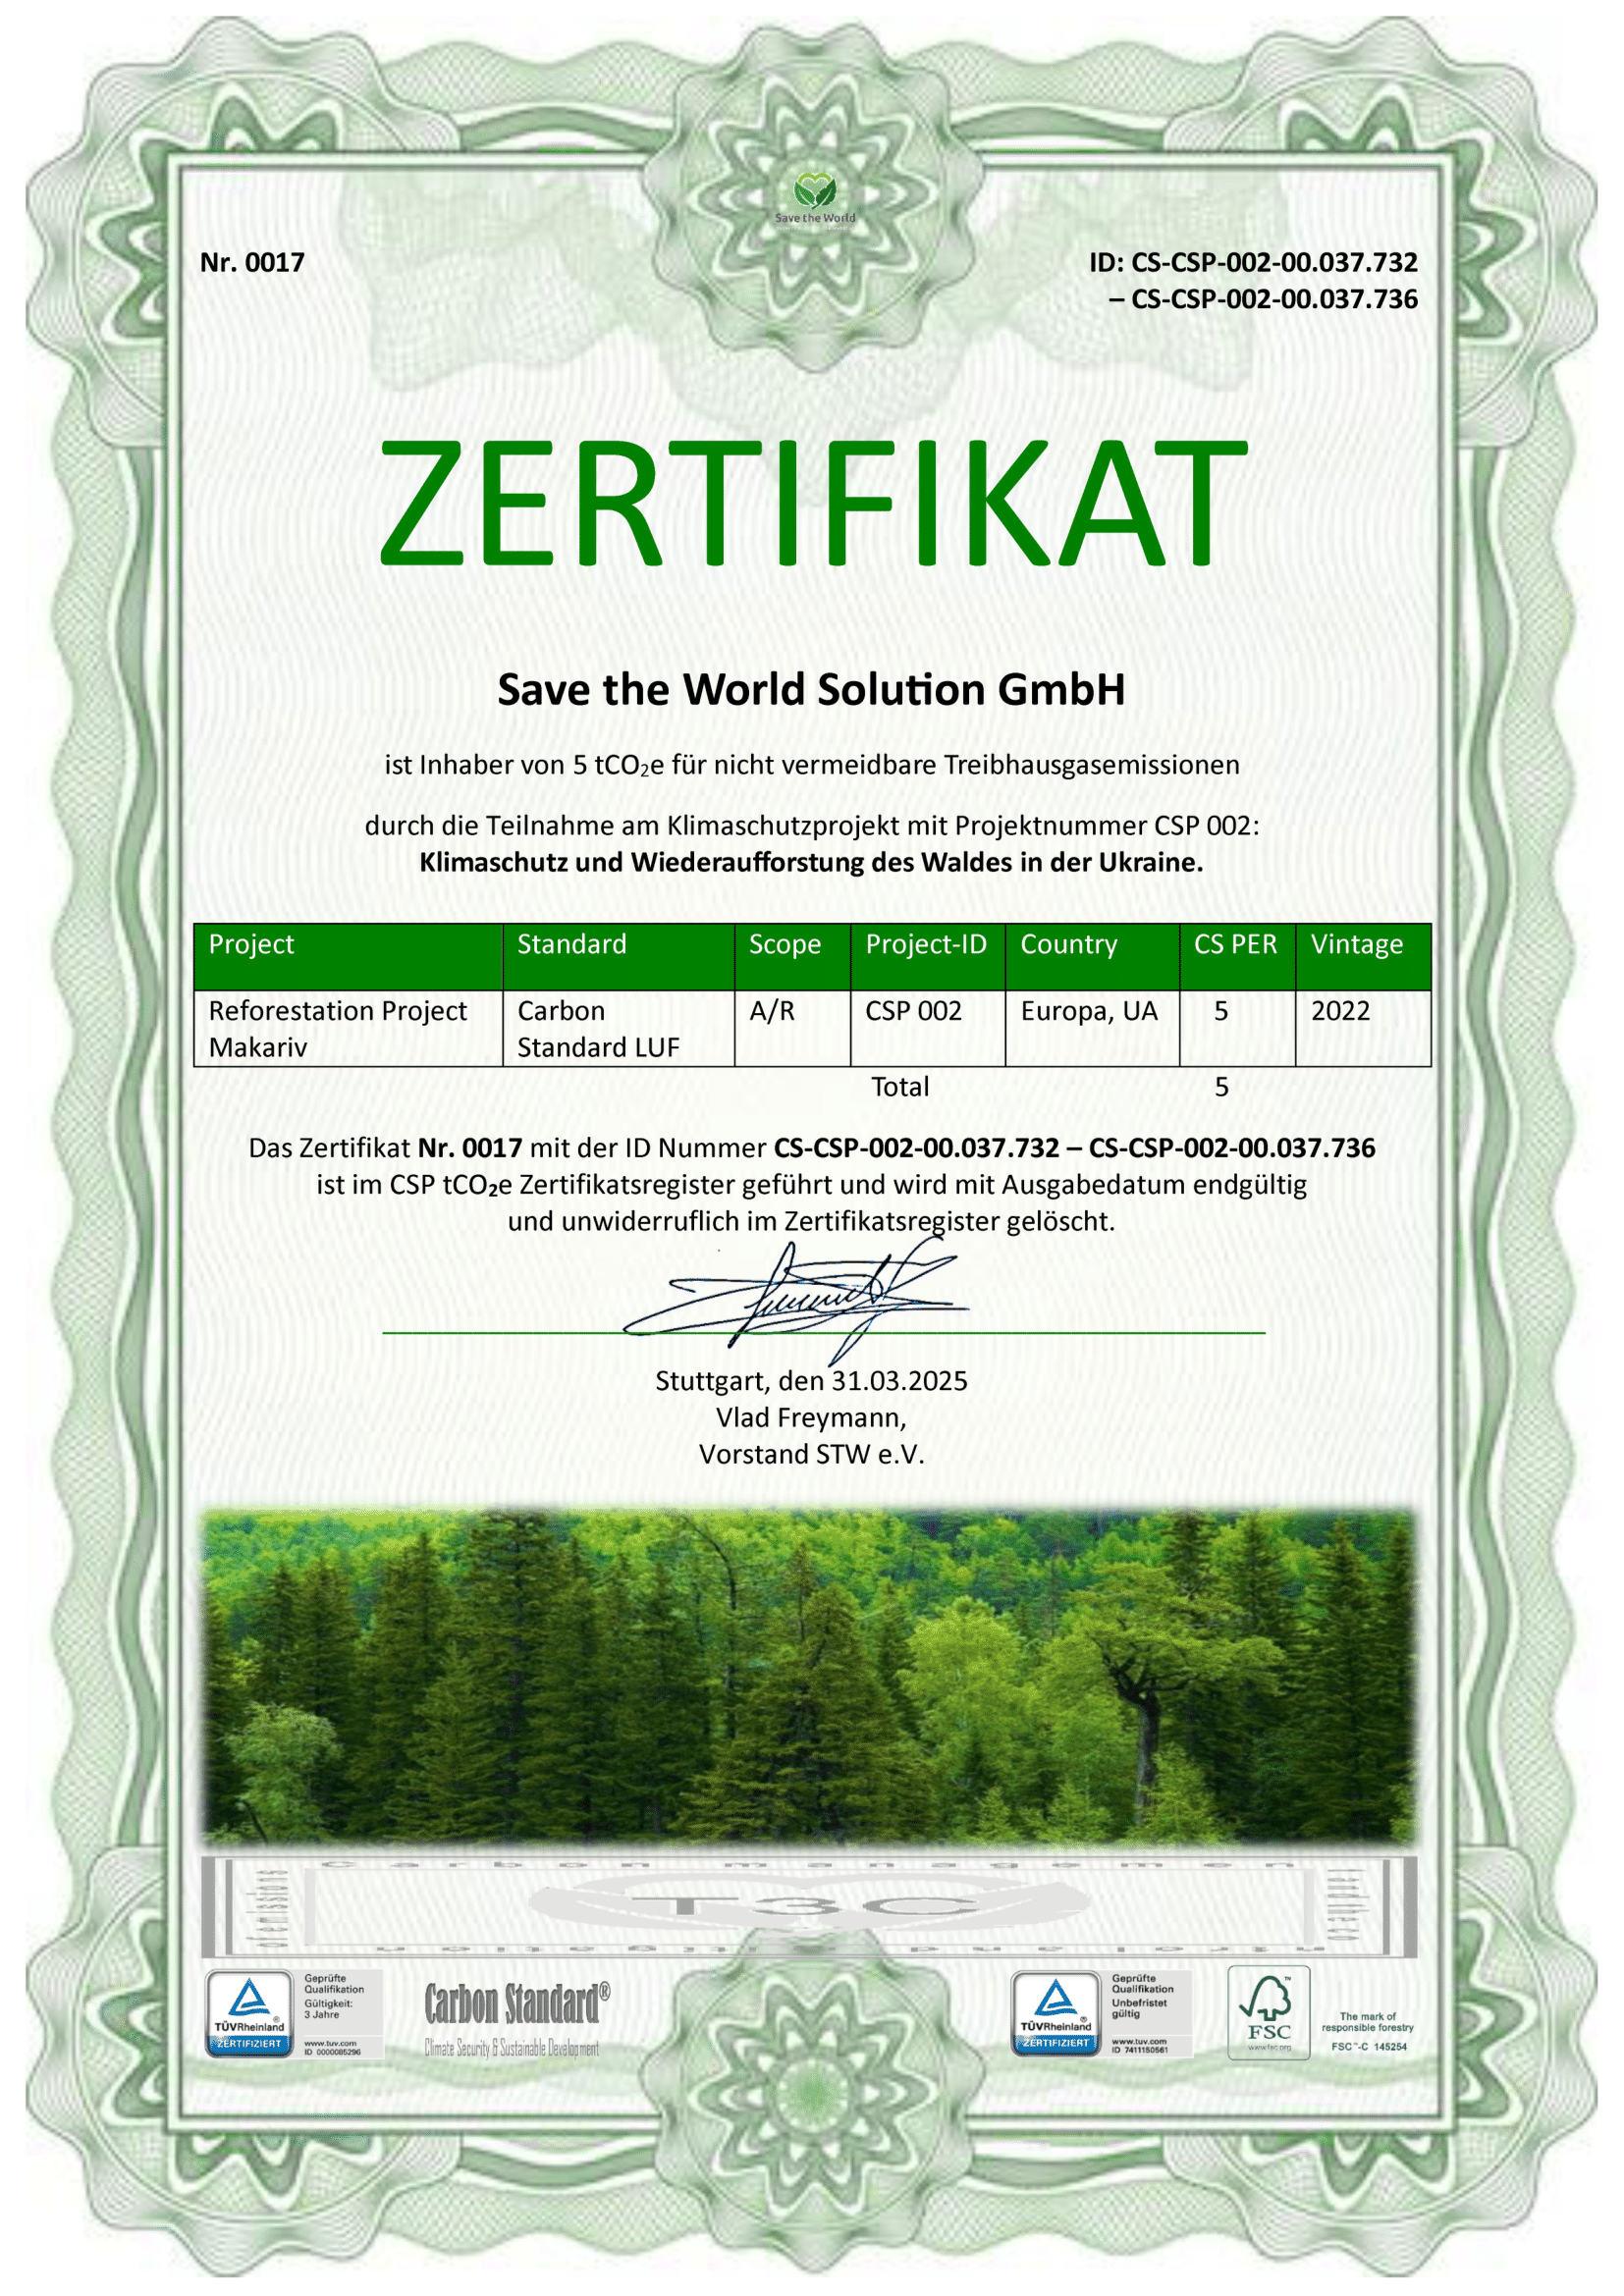 Save the World
Nr. 0017
ID: CS-CSP-002-00.037.732
– CS-CSP-002-00.037.736
ZERTIFIKAT
Save the World Solution GmbH
ist Inhaber von 5 tCO₂e für nicht vermeidbare Treibhausgasemissionen
durch die Teilnahme am Klimaschutzprojekt mit Projektnummer CSP 002:
Klimaschutz und Wiederaufforstung des Waldes in der Ukraine.
Project Standard Scope Project-ID Country CS PER Vintage
Reforestation Project Carbon A/R CSP 002 Europa, UA 5 2022
Makariv Standard LUF
Total 5
Das Zertifikat Nr. 0017 mit der ID Nummer CS-CSP-002-00.037.732 – CS-CSP-002-00.037.736
ist im CSP tCO₂e Zertifikatsregister geführt und wird mit Ausgabedatum endgültig
und unwiderruflich im Zertifikatsregister gelöscht.
Stuttgart, den 31.03.2025
Vlad Freymann,
Vorstand STW e.V.
Carbon managemen
T3C
TÜVRheinland®
ZERTIFIZIERT
Geprüfte
Qualifikation
Gültigkeit:
3 Jahre
www.tuv.com
ID 0000085296
Carbon Standard®
Climate Security & Sustainable Development
TÜVRheinland®
ZERTIFIZIERT
Geprüfte
Qualifikation
Unbefristet
gültig
www.tuv.com
ID 7411150561
FSC
www.fsc.org
The mark of
responsible forestry
FSC™-C 145254